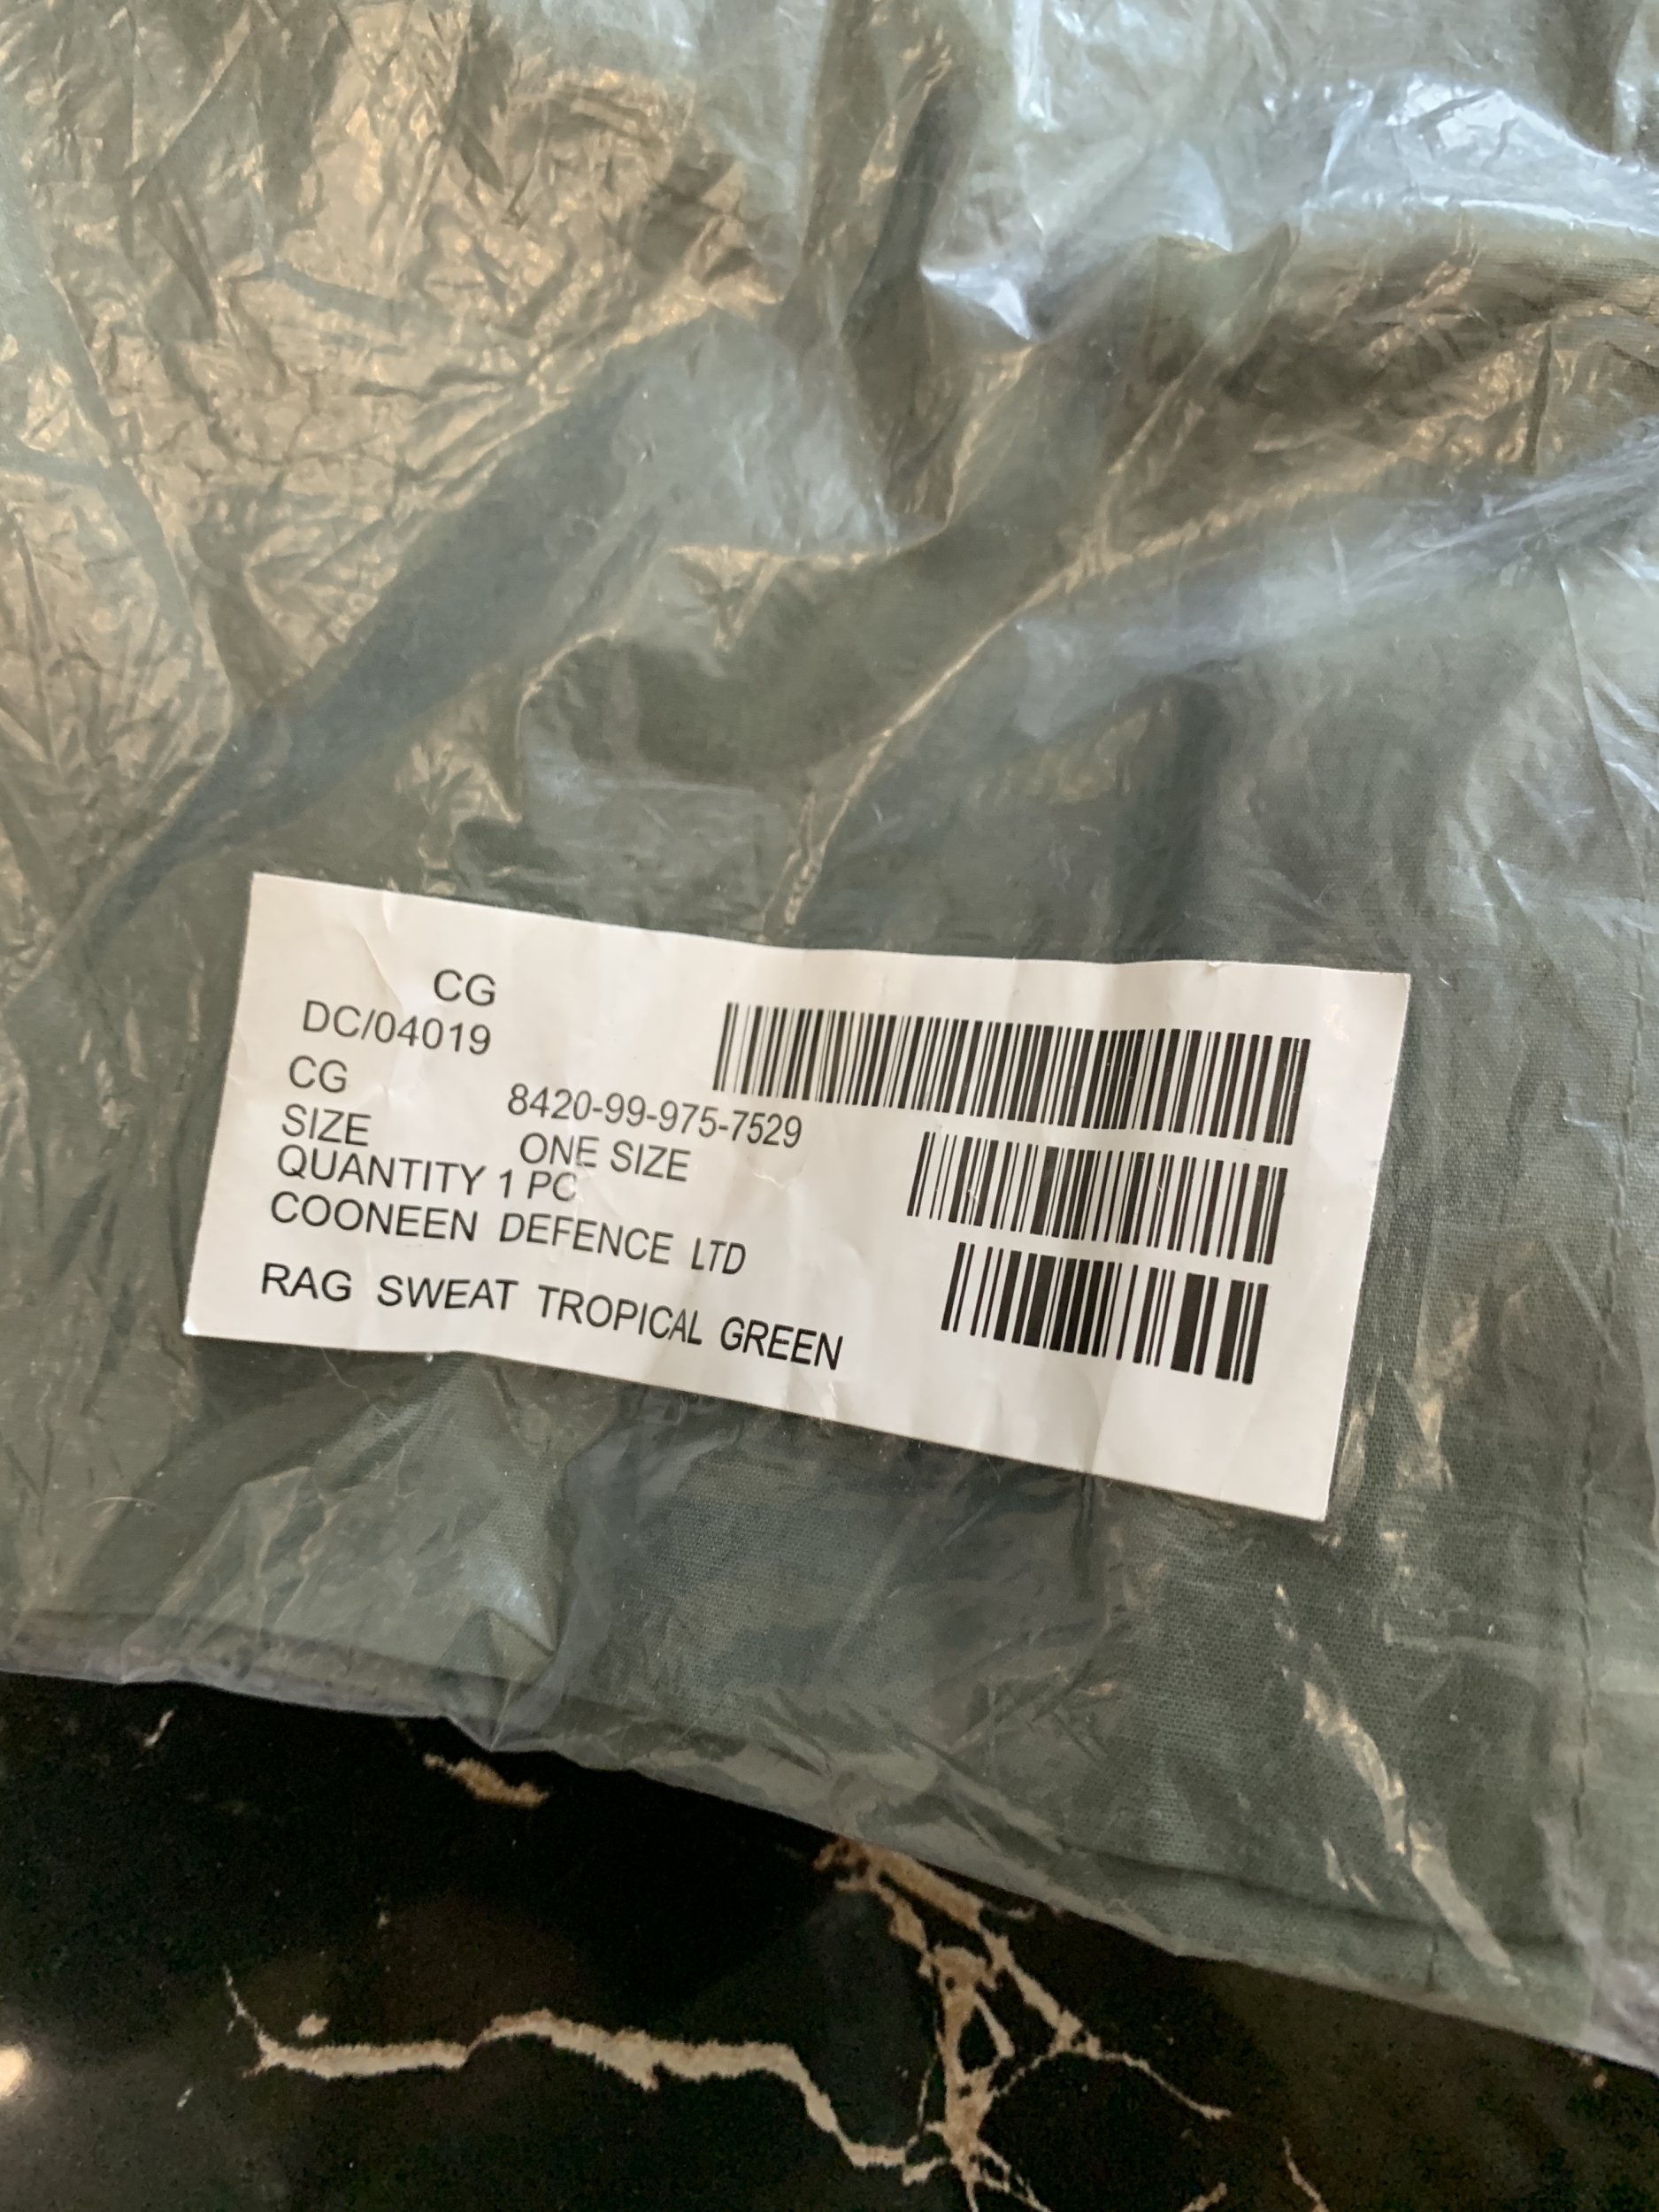 CG
DC/04019
CG 8420-99-975-7529
SIZE ONE SIZE
QUANTITY 1 PC
COONEEN DEFENCE LTD
RAG SWEAT TROPICAL GREEN